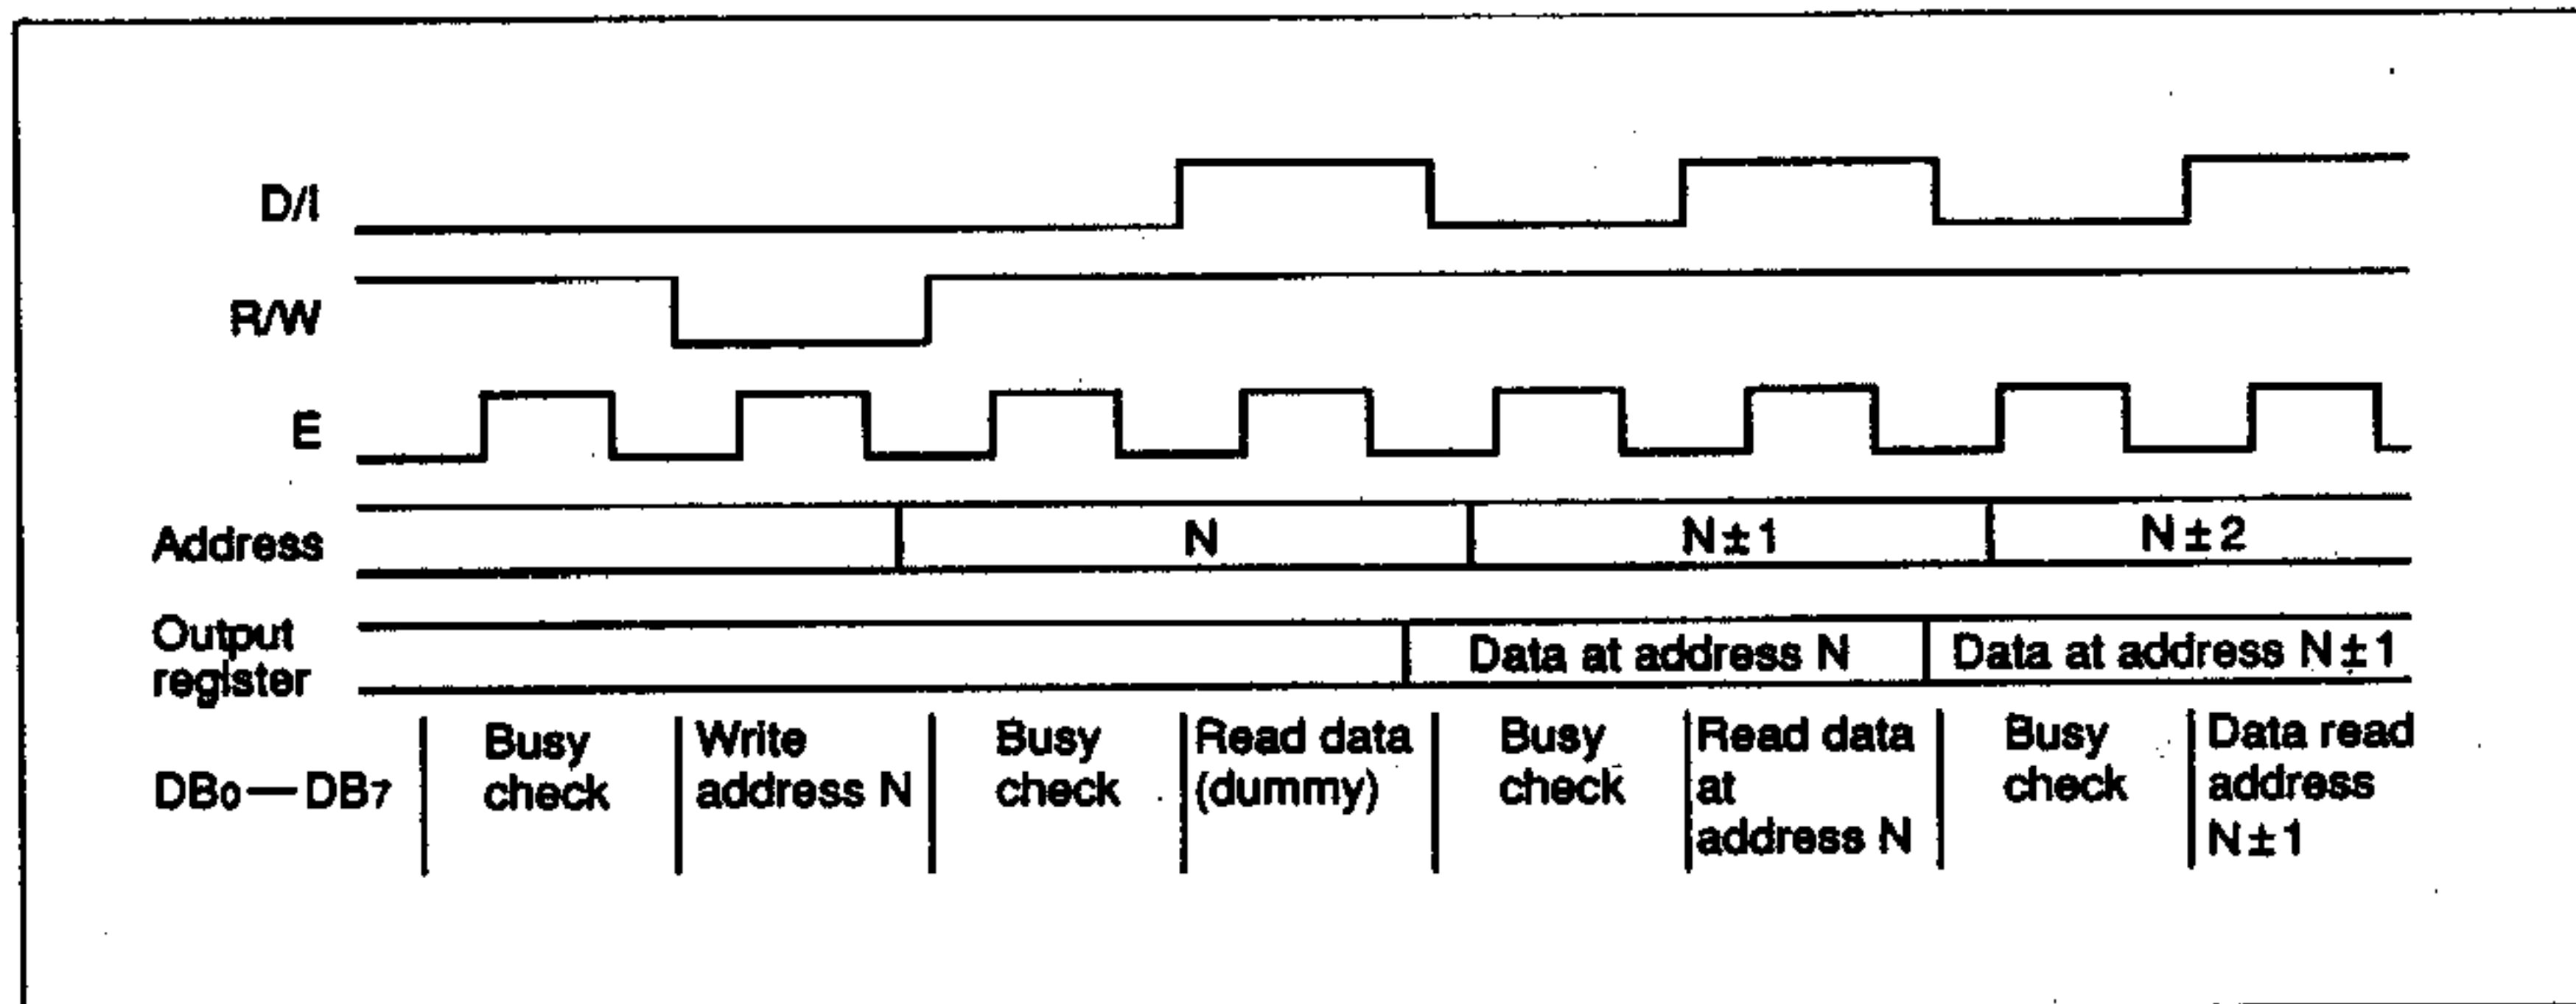 D/I
R/W
E
Address N N±1 N±2
Output
register
Data at address N Data at address N±1
DB0—DB7
Busy
check
Write
address N
Busy
check
Read data
(dummy)
Busy
check
Read data
at
address N
Busy
check
Data read
address
N±1